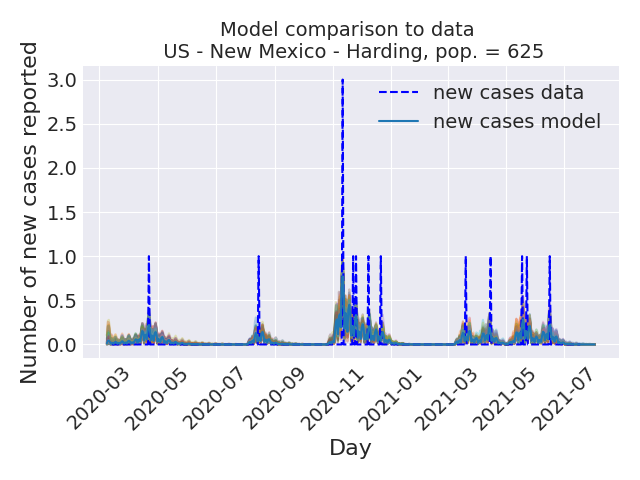 Model comparison to data
US - New Mexico - Harding, pop. = 625
Number of new cases reported
3.0
2.5
2.0
1.5
1.0
0.5
0.0
new cases data
new cases model
2020-03
2020-05
2020-07
2020-09
2020-11
2021-01
2021-03
2021-05
2021-07
Day